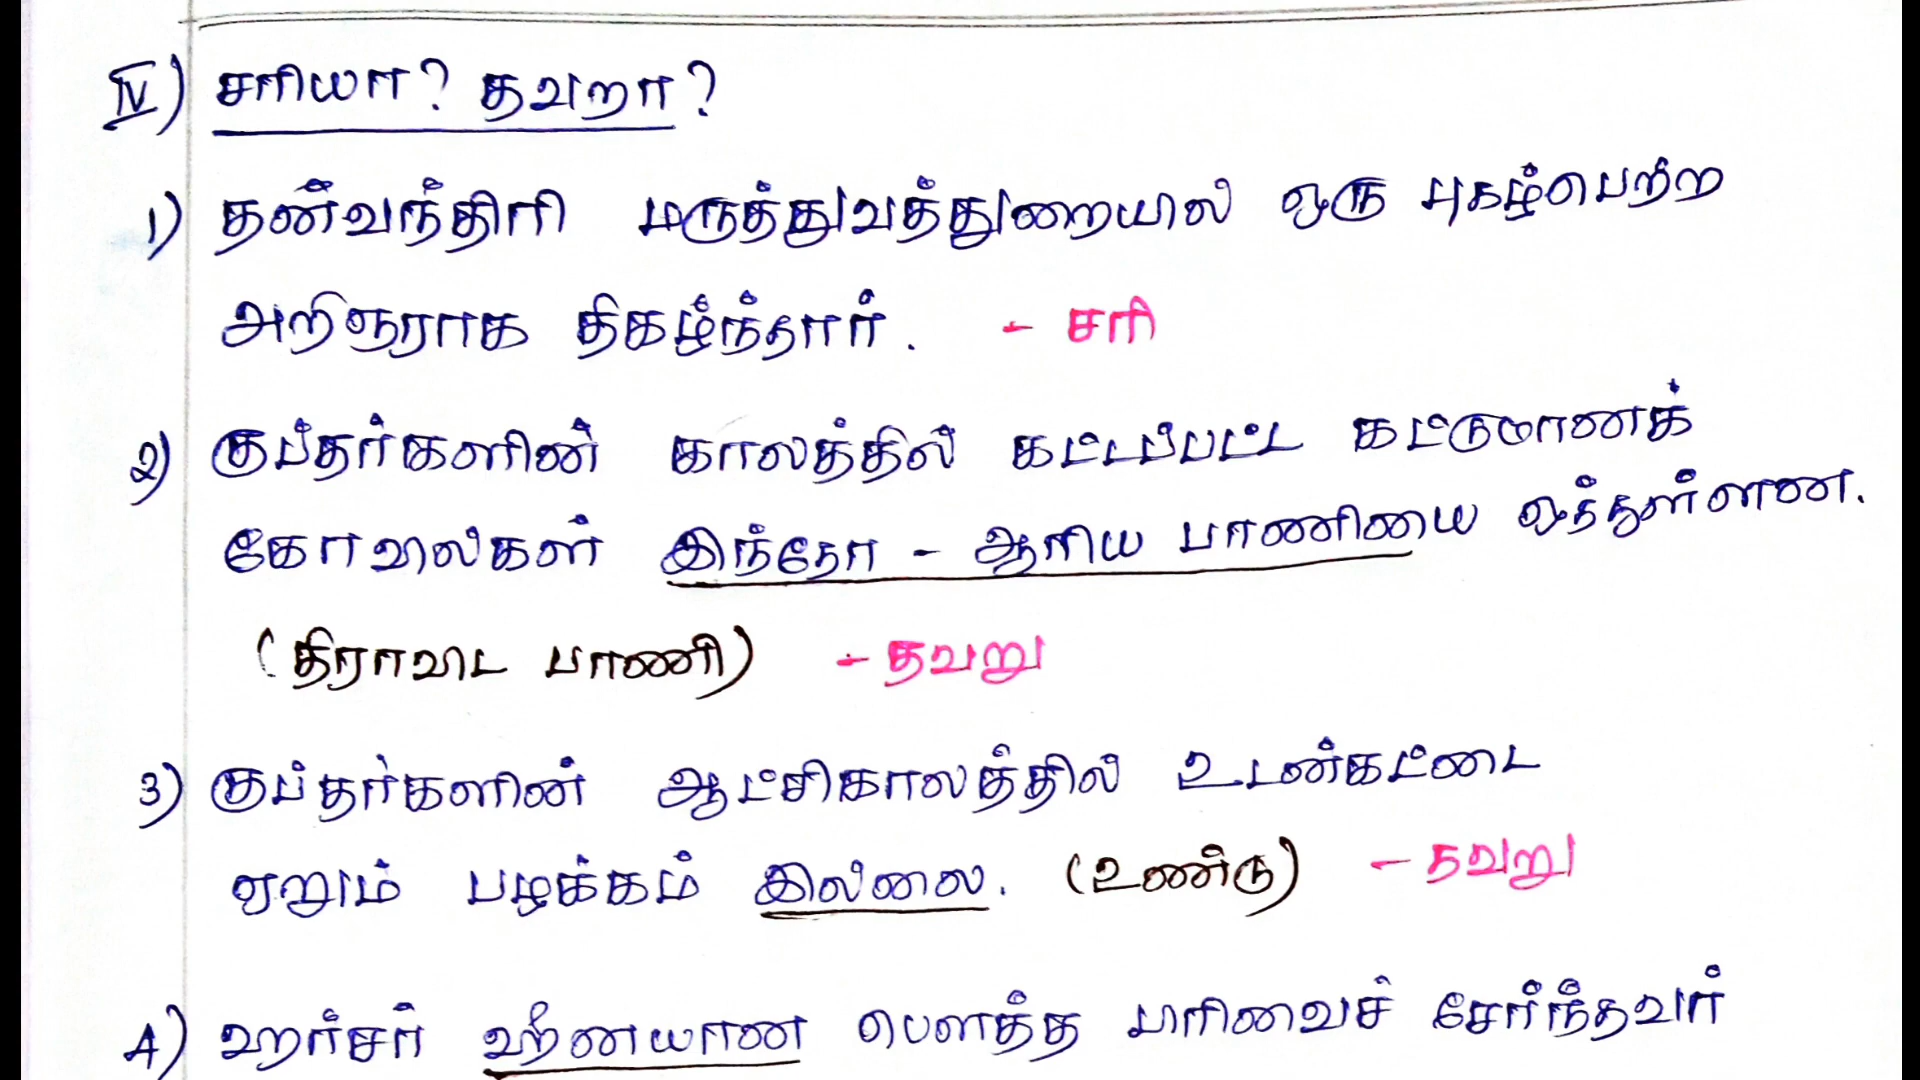 IV) சரியா? தவறா?
1) தன்வந்திரி மருத்துவத்துறையில் ஒரு புகழ்பெற்ற
அறிஞராக திகழ்ந்தார். - சரி
2) குப்தர்களின் காலத்தில் கட்டப்பட்ட கட்டுமானக்
கோவில்கள் இந்தோ - ஆரிய பாணியை ஒத்துள்ளன.
(திராவிட பாணி) - தவறு
3) குப்தர்களின் ஆட்சிகாலத்தில் உடன்கட்டை
ஏறும் பழக்கம் இல்லை. (உண்டு) - தவறு
4) ஹர்சர் ஹீனயான பௌத்த பிரிவைச் சேர்ந்தவர்